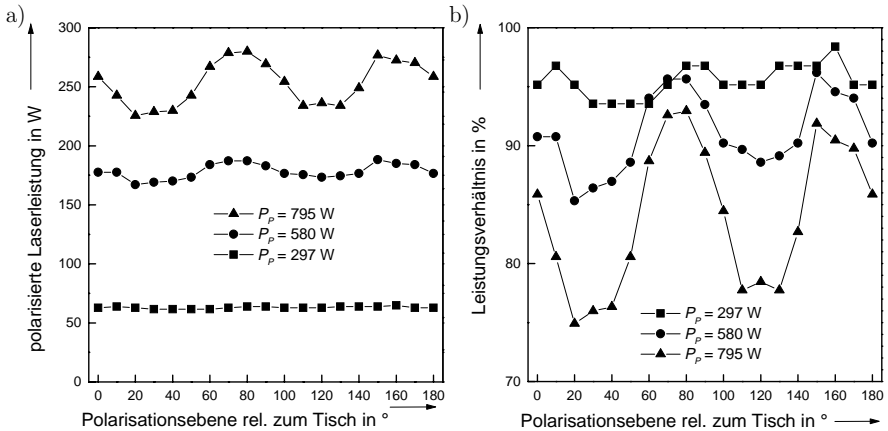 a)
polarisierte Laserleistung in W
300
250
200
150
100
50
0
P_P = 795 W
P_P = 580 W
P_P = 297 W
0 20 40 60 80 100 120 140 160 180
Polarisationsebene rel. zum Tisch in °
b)
Leistungsverhältnis in %
100
90
80
70
P_P = 297 W
P_P = 580 W
P_P = 795 W
0 20 40 60 80 100 120 140 160 180
Polarisationsebene rel. zum Tisch in °